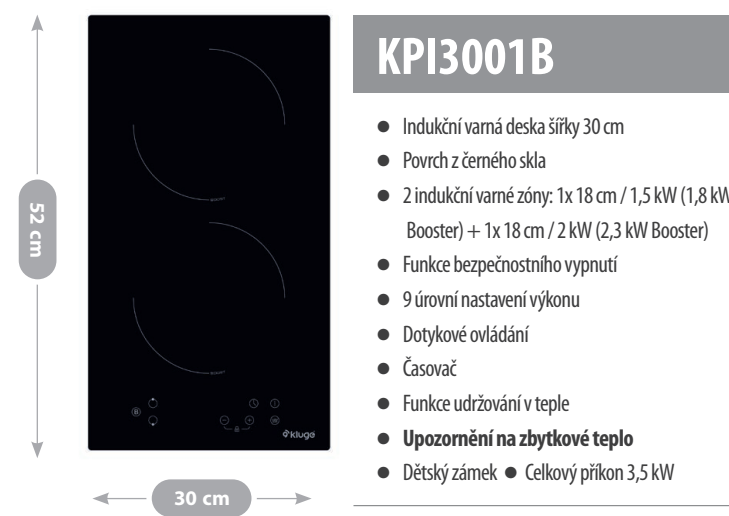 KPI3001B
● Indukční varná deska šířky 30 cm
● Povrch z černého skla
● 2 indukční varné zóny: 1x 18 cm / 1,5 kW (1,8 kW
Booster) + 1x 18 cm / 2 kW (2,3 kW Booster)
● Funkce bezpečnostního vypnutí
● 9 úrovní nastavení výkonu
● Dotykové ovládání
● Časovač
● Funkce udržování v teple
● Upozornění na zbytkové teplo
● Dětský zámek ● Celkový příkon 3,5 kW
52 cm
B
kluge
30 cm